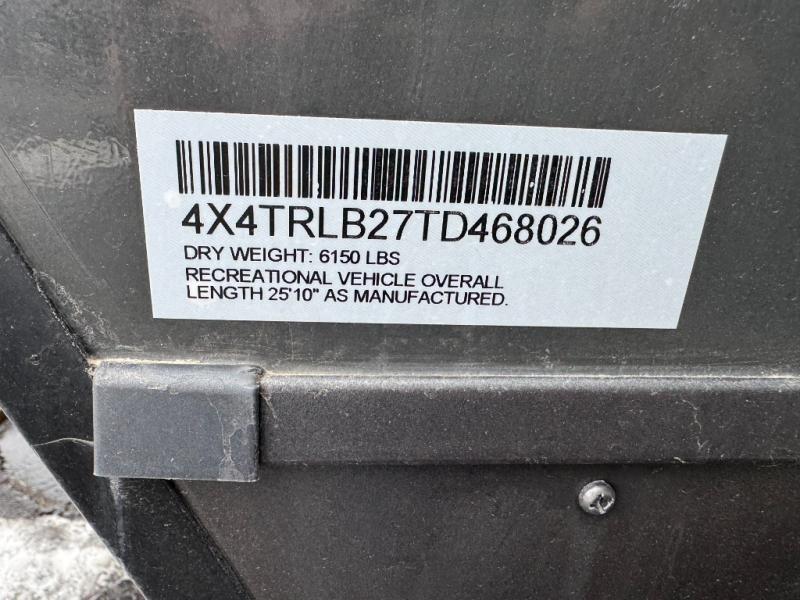 4X4TRLB27TD468026
DRY WEIGHT: 6150 LBS
RECREATIONAL VEHICLE OVERALL
LENGTH 25'10" AS MANUFACTURED.